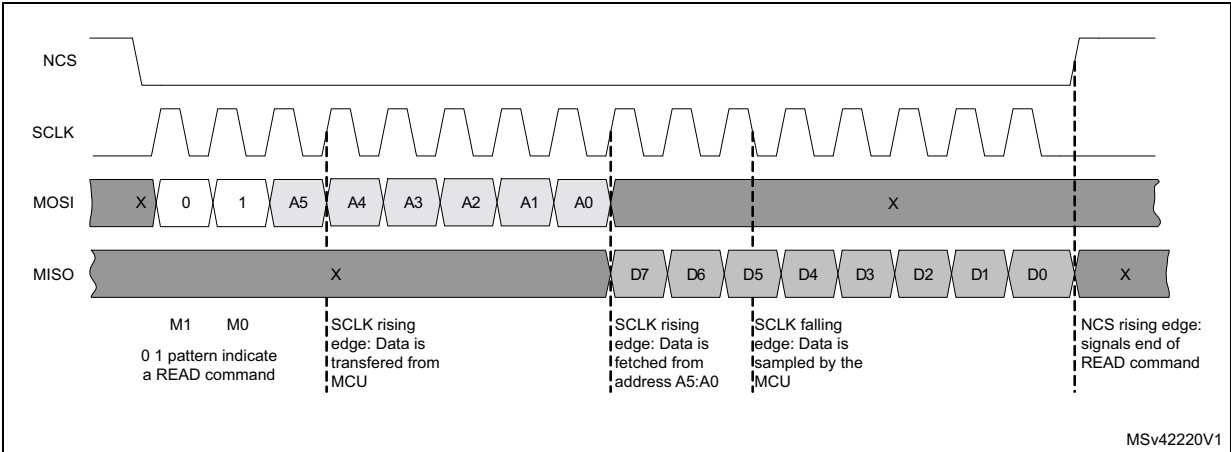 NCS
SCLK
MOSI X 0 1 A5 A4 A3 A2 A1 A0 X
MISO X D7 D6 D5 D4 D3 D2 D1 D0 X
M1 M0
0 1 pattern indicate
a READ command
SCLK rising
edge: Data is
transfered from
MCU
SCLK rising
edge: Data is
fetched from
address A5:A0
SCLK falling
edge: Data is
sampled by the
MCU
NCS rising edge:
signals end of
READ command
MSv42220V1